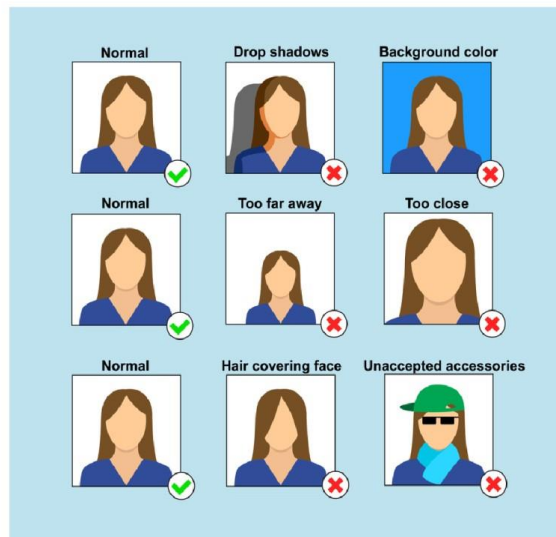 Normal
Drop shadows
Background color
Normal
Too far away
Too close
Normal
Hair covering face
Unaccepted accessories